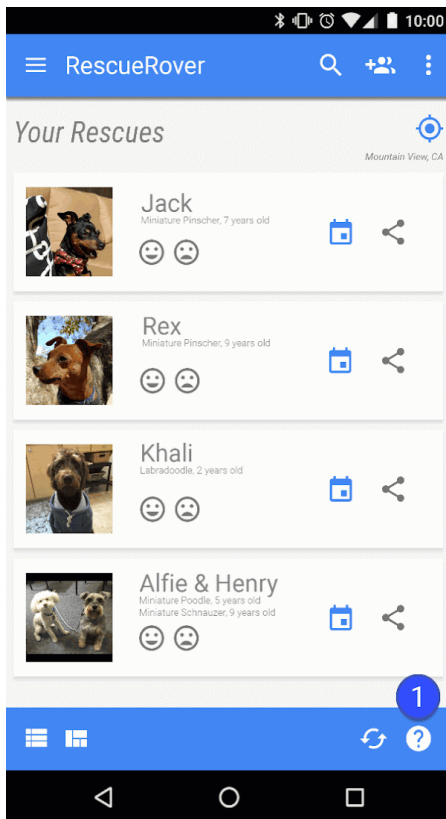 10:00
RescueRover
Your Rescues
Mountain View, CA
Jack
Miniature Pinscher, 7 years old
Rex
Miniature Pinscher, 9 years old
Khali
Labradoodle, 2 years old
Alfie & Henry
Miniature Poodle, 5 years old
Miniature Schnauzer, 9 years old
1